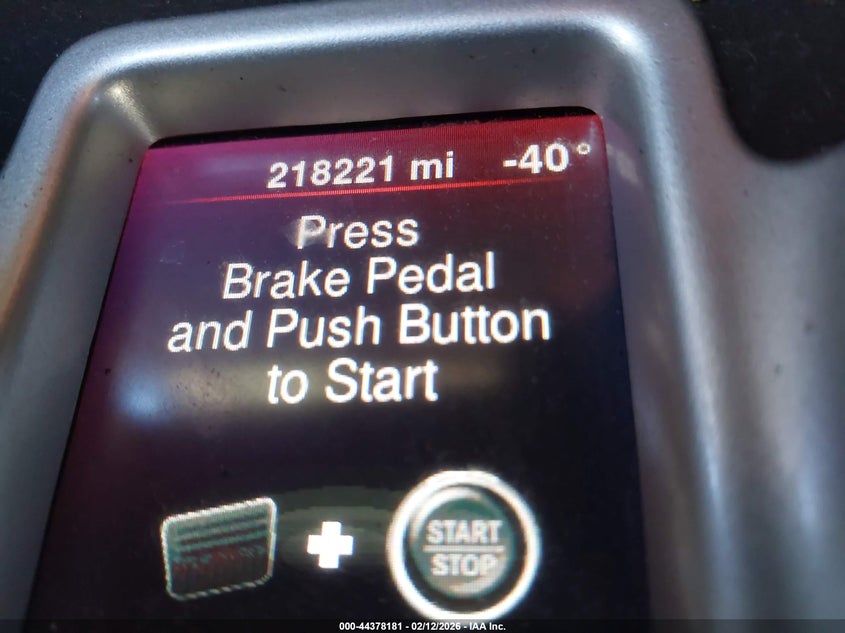 218221 mi -40°
Press
Brake Pedal
and Push Button
to Start
START
STOP
000-44378181 - 02/12/2026 - IAA Inc.